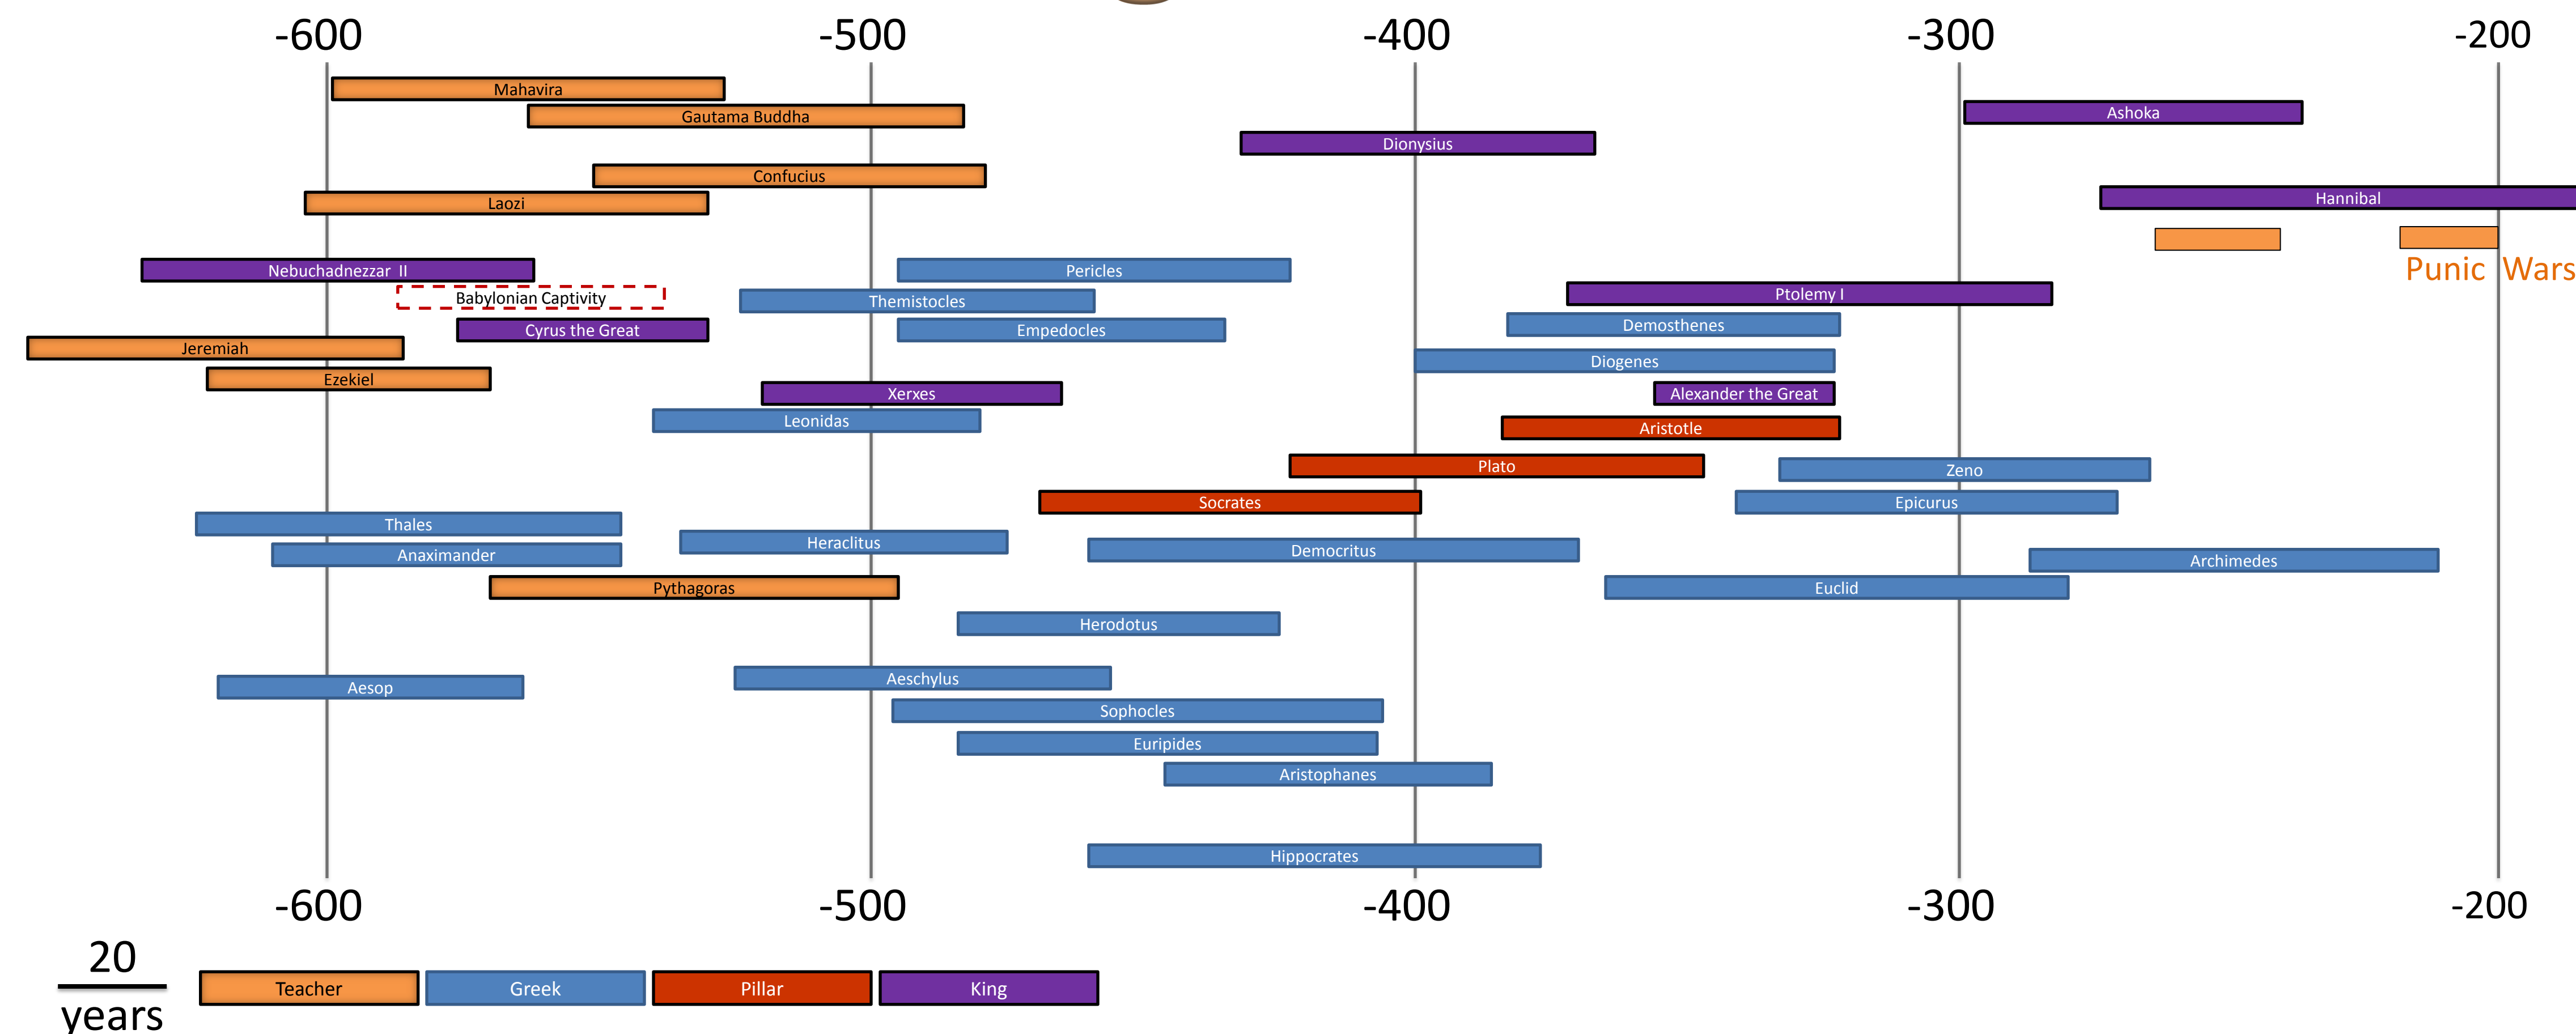 -600 -500 -400 -300 -200
Mahavira
Gautama Buddha
Ashoka
Dionysius
Confucius
Laozi
Hannibal
Punic Wars
Nebuchadnezzar II
Pericles
Babylonian Captivity
Themistocles
Ptolemy I
Cyrus the Great
Empedocles
Demosthenes
Jeremiah
Diogenes
Ezekiel
Xerxes
Alexander the Great
Leonidas
Aristotle
Plato
Zeno
Socrates
Epicurus
Thales
Heraclitus
Anaximander
Democritus
Archimedes
Pythagoras
Euclid
Herodotus
Aesop
Aeschylus
Sophocles
Euripides
Aristophanes
Hippocrates
-600 -500 -400 -300 -200
20
years
Teacher
Greek
Pillar
King